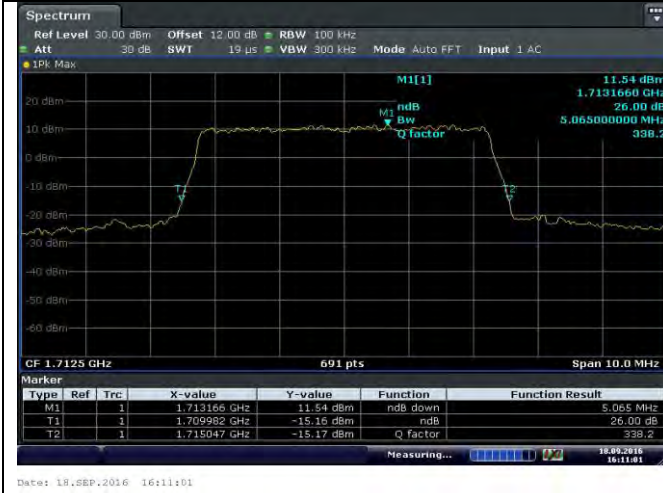 Spectrum
Ref Level 30.00 dBm Offset 12.00 dB RBW 100 kHz
Att 30 dB SWT 19 µs VBW 300 kHz Mode Auto FFT Input 1 AC
1Pk Max
M1[1] 11.54 dBm
1.7131660 GHz
20 dBm
ndB 26.00 dB
M1
Bw 5.065000000 MHz
10 dBm
Q factor 338.2
0 dBm
-10 dBm
T1
T2
-20 dBm
-30 dBm
-40 dBm
-50 dBm
-60 dBm
CF 1.7125 GHz 691 pts Span 10.0 MHz
Marker
Type Ref Trc X-value Y-value Function Function Result
M1 1 1.713166 GHz 11.54 dBm ndB down 5.065 MHz
T1 1 1.709982 GHz -15.16 dBm ndB 26.00 dB
T2 1 1.715047 GHz -15.17 dBm Q factor 338.2
Measuring... 18.09.2016
16:11:01
Date: 18.SEP.2016 16:11:01